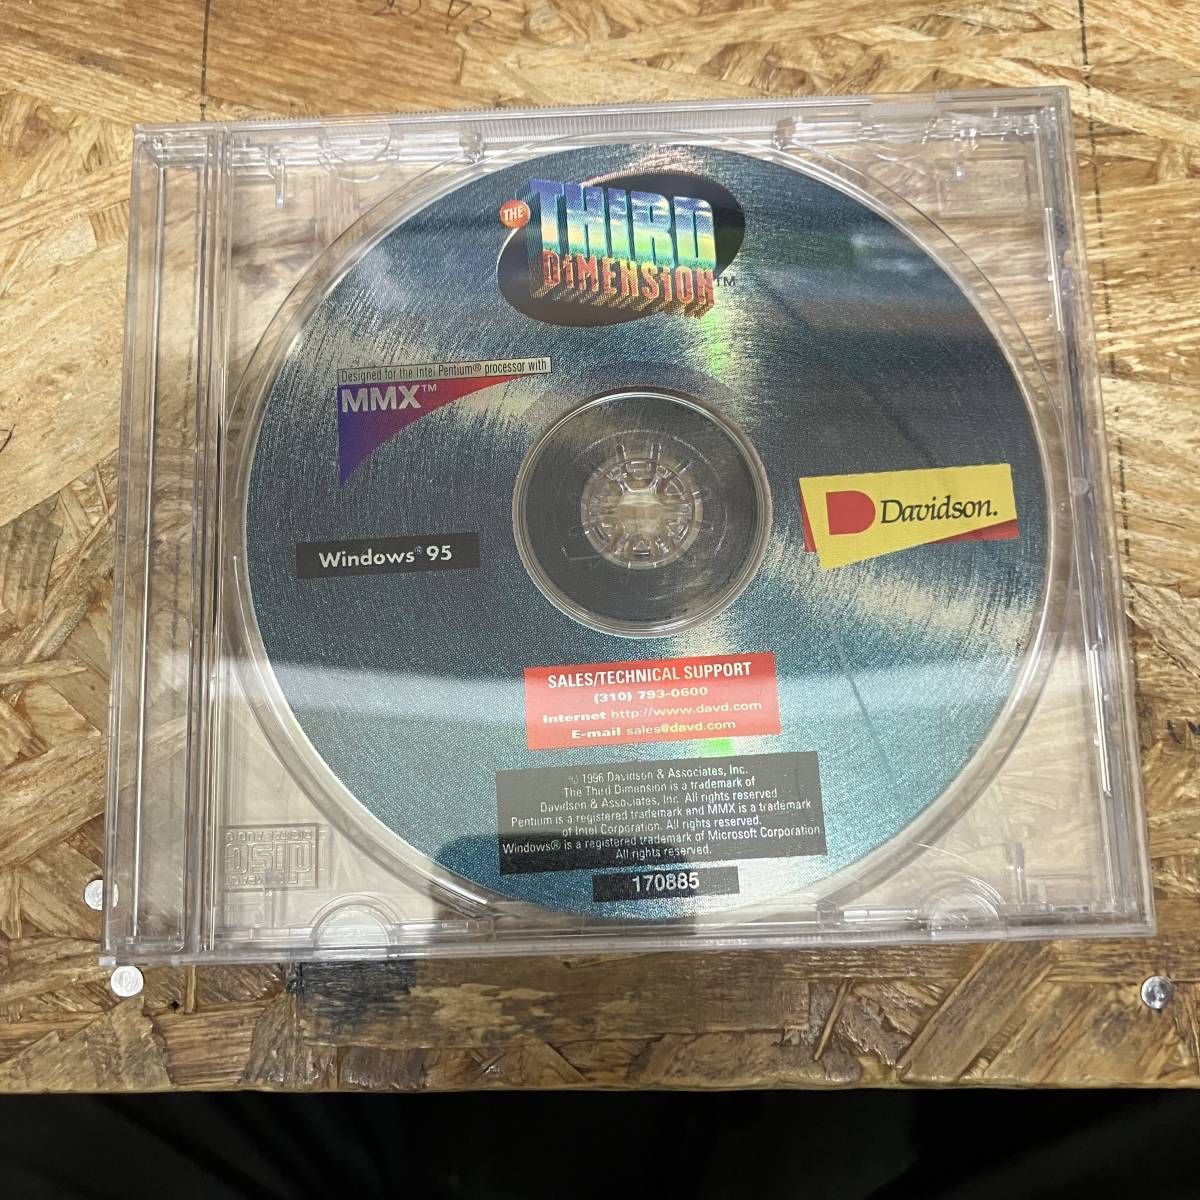 THE
THIRD
DiMENSiON™
Designed for the Intel Pentium® processor with
MMX™
Davidson.
Windows® 95
SALES/TECHNICAL SUPPORT
(310) 793-0600
Internet http://www.davd.com
E-mail sales@davd.com
© 1996 Davidson & Associates, Inc.
The Third Dimension is a trademark of
Davidson & Associates, Inc. All rights reserved
Pentium is a registered trademark and MMX is a trademark
of Intel Corporation. All rights reserved.
Windows® is a registered trademark of Microsoft Corporation
All rights reserved.
170885